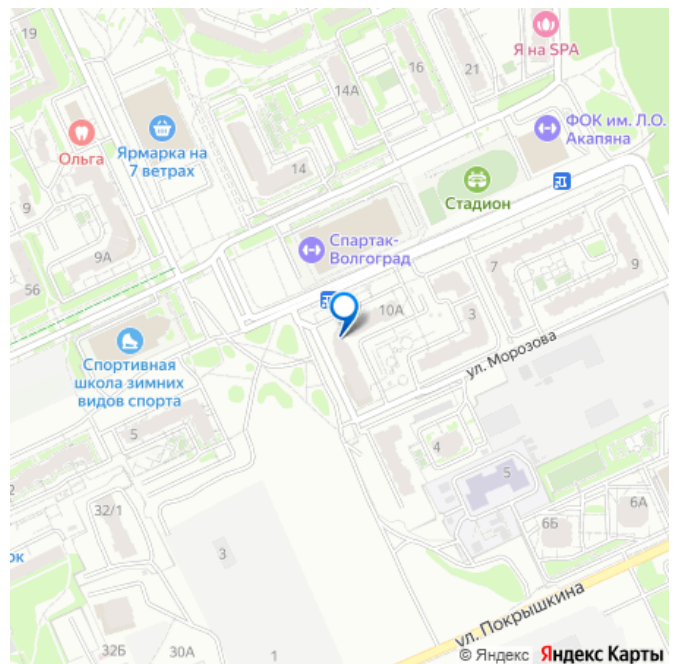 19
Я на SPA
16
21
14А
ФОК им. Л.О.
Акапяна
Ольга
Ярмарка на
7 ветрах
14
Стадион
9
Спартак-
Волгоград
9А
7
9
56
10А
3
Спортивная
школа зимних
видов спорта
ул. Морозова
5
4
5
2
32/1
6Б
6А
ок
3
ул. Покрышкина
32Б
30А
1
© Яндекс Яндекс Карты